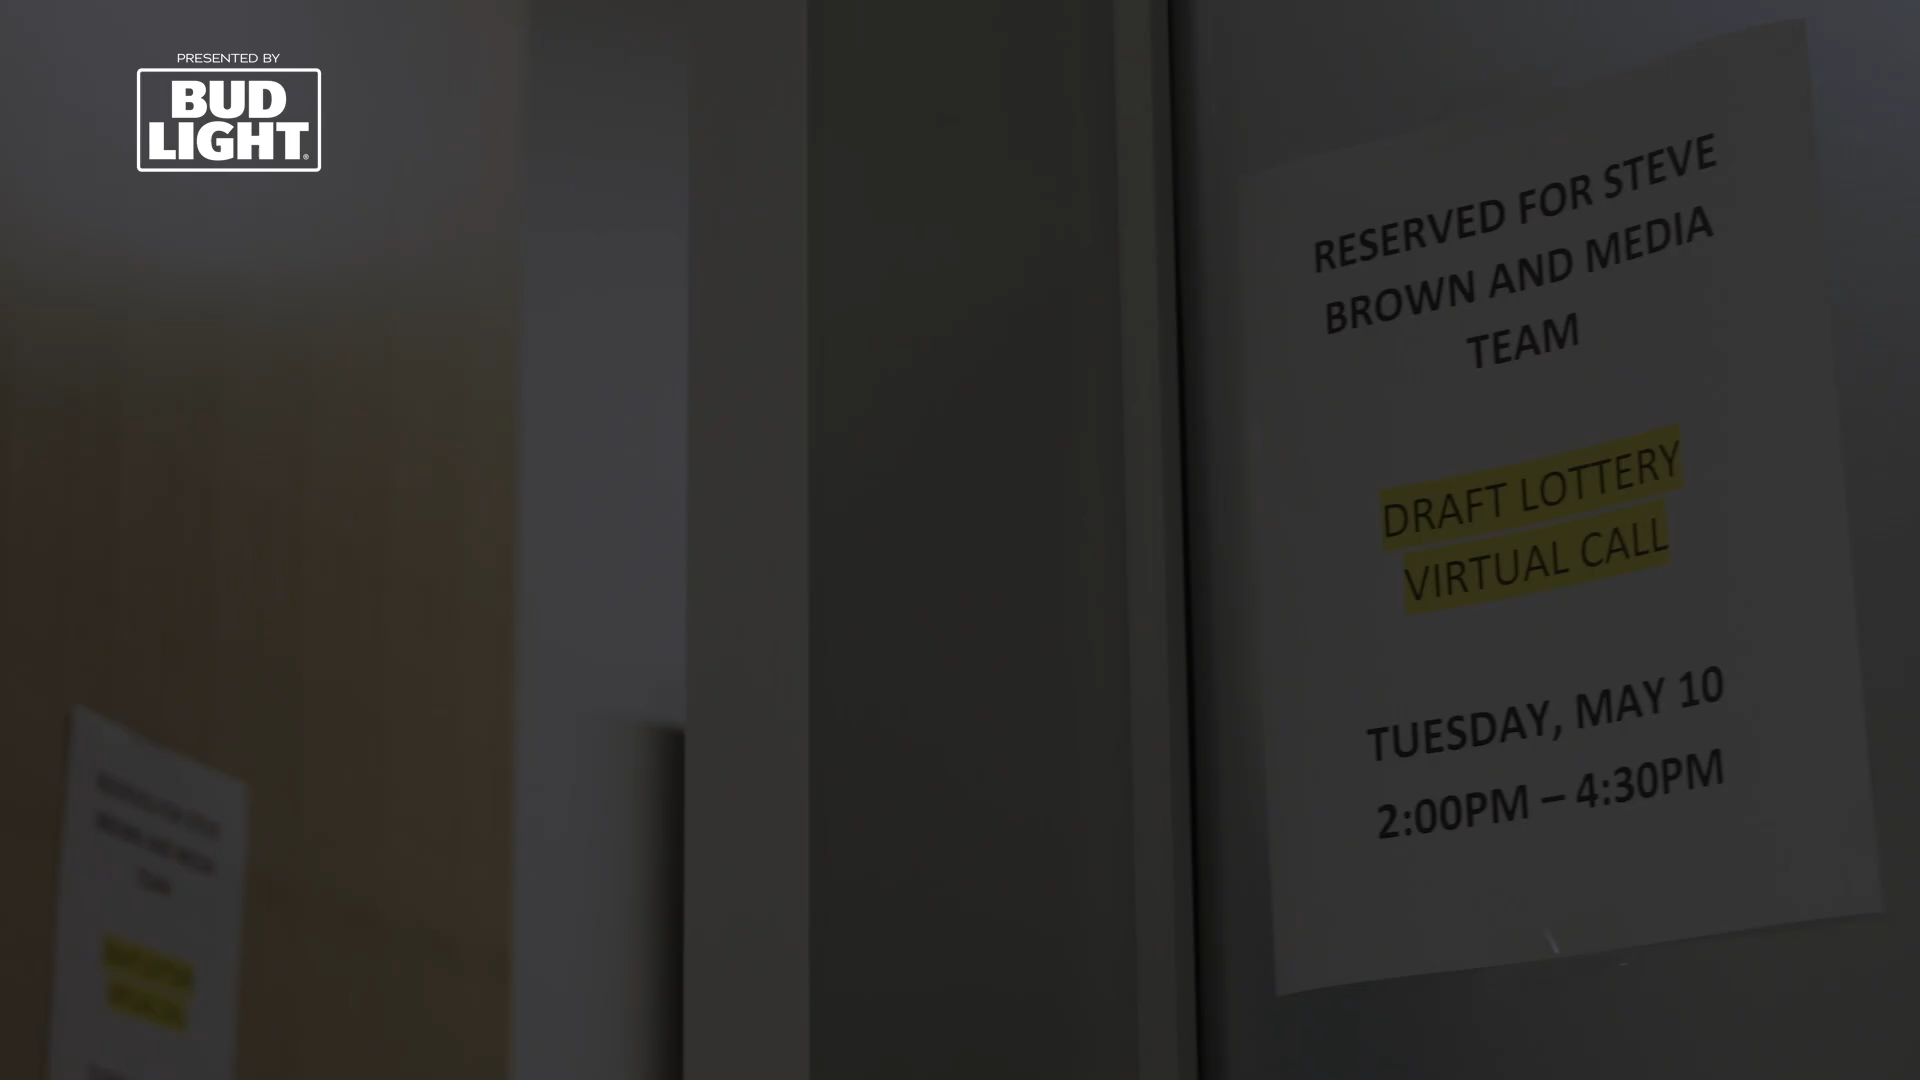 PRESENTED BY
BUD
LIGHT
RESERVED FOR STEVE
BROWN AND MEDIA
TEAM
DRAFT LOTTERY
VIRTUAL CALL
TUESDAY, MAY 10
2:00PM – 4:30PM